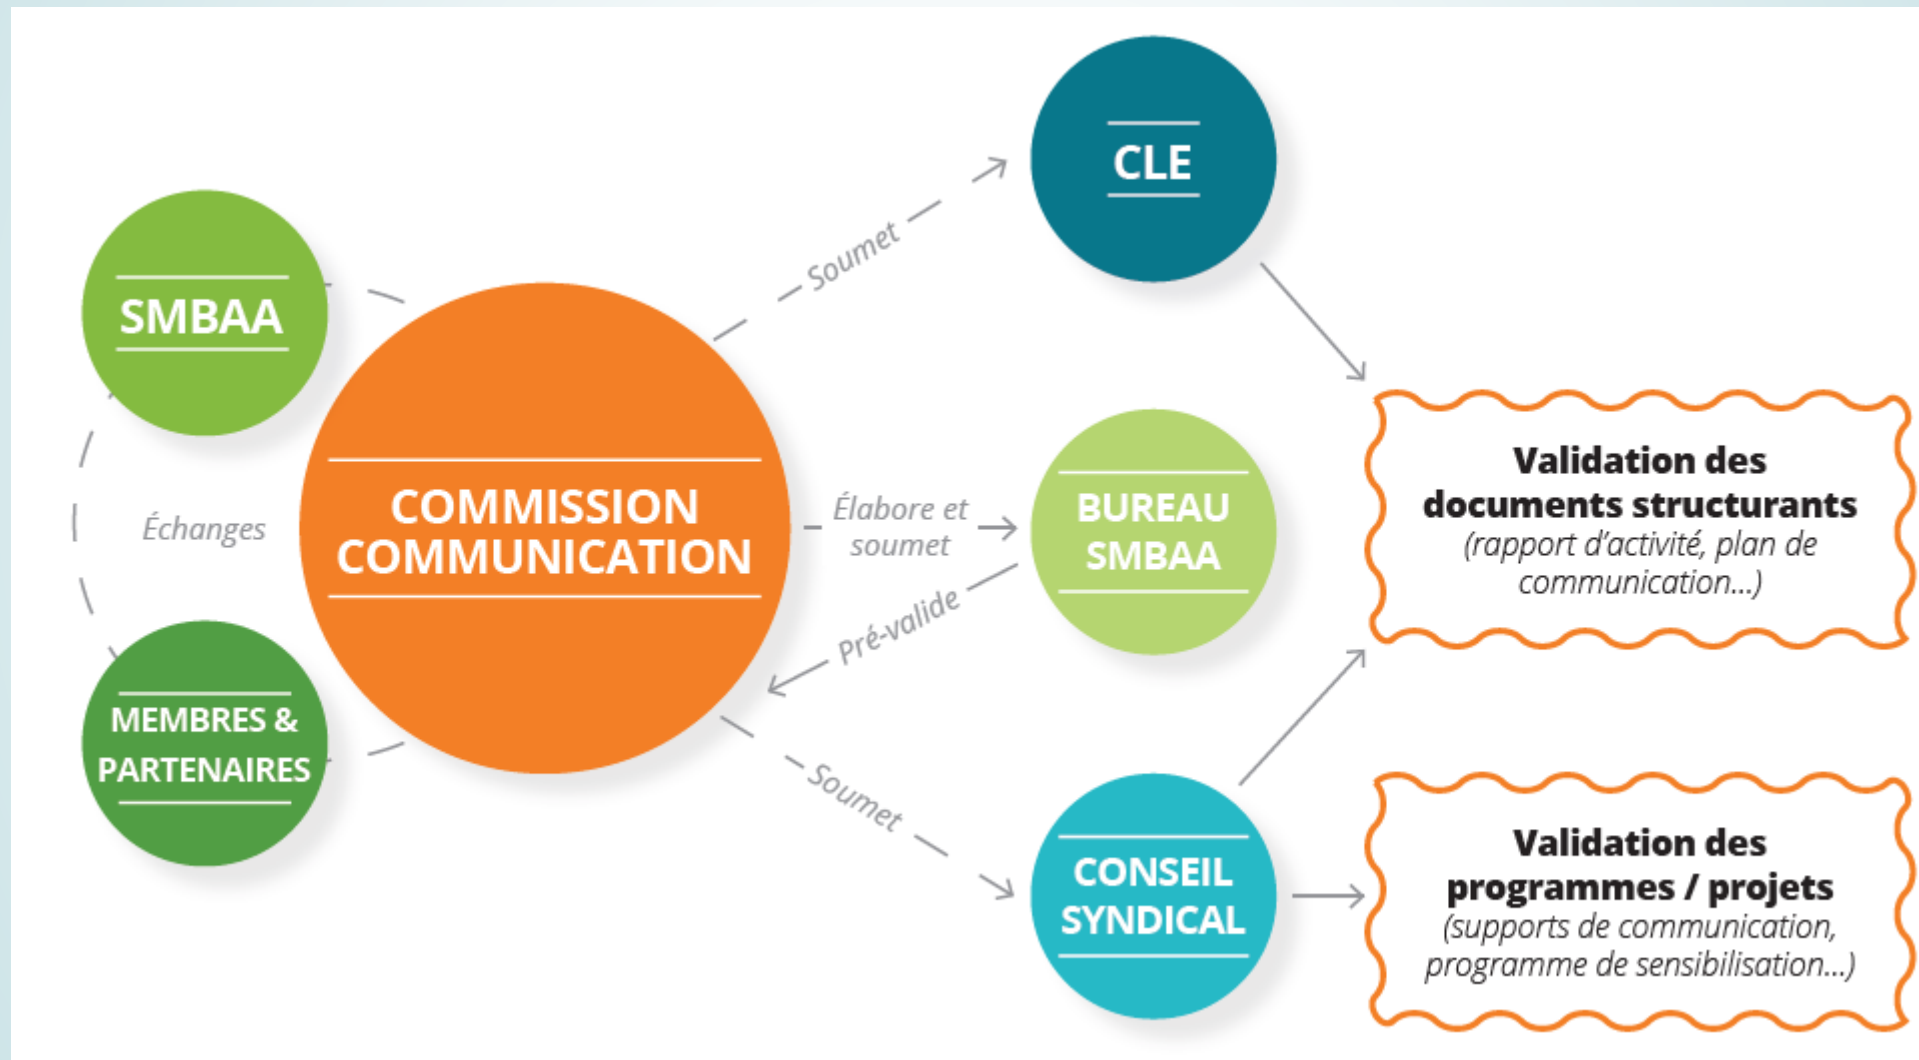 SMBAA
Échanges
MEMBRES &
PARTENAIRES
COMMISSION
COMMUNICATION
Soumet
Élabore et
soumet
Pré-valide
Soumet
CLE
BUREAU
SMBAA
CONSEIL
SYNDICAL
Validation des
documents structurants
(rapport d'activité, plan de
communication...)
Validation des
programmes / projets
(supports de communication,
programme de sensibilisation...)